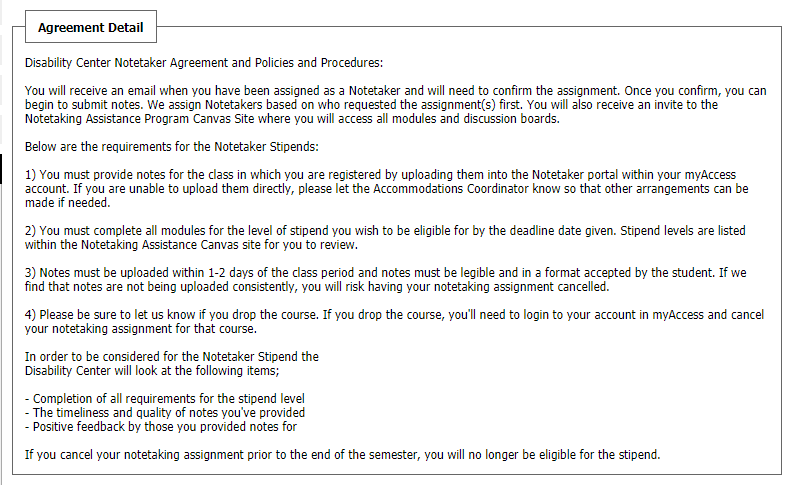 Agreement Detail
Disability Center Notetaker Agreement and Policies and Procedures:
You will receive an email when you have been assigned as a Notetaker and will need to confirm the assignment. Once you confirm, you can
begin to submit notes. We assign Notetakers based on who requested the assignment(s) first. You will also receive an invite to the
Notetaking Assistance Program Canvas Site where you will access all modules and discussion boards.
Below are the requirements for the Notetaker Stipends:
1) You must provide notes for the class in which you are registered by uploading them into the Notetaker portal within your myAccess
account. If you are unable to upload them directly, please let the Accommodations Coordinator know so that other arrangements can be
made if needed.
2) You must complete all modules for the level of stipend you wish to be eligible for by the deadline date given. Stipend levels are listed
within the Notetaking Assistance Canvas site for you to review.
3) Notes must be uploaded within 1-2 days of the class period and notes must be legible and in a format accepted by the student. If we
find that notes are not being uploaded consistently, you will risk having your notetaking assignment cancelled.
4) Please be sure to let us know if you drop the course. If you drop the course, you'll need to login to your account in myAccess and cancel
your notetaking assignment for that course.
In order to be considered for the Notetaker Stipend the
Disability Center will look at the following items;
- Completion of all requirements for the stipend level
- The timeliness and quality of notes you've provided
- Positive feedback by those you provided notes for
If you cancel your notetaking assignment prior to the end of the semester, you will no longer be eligible for the stipend.